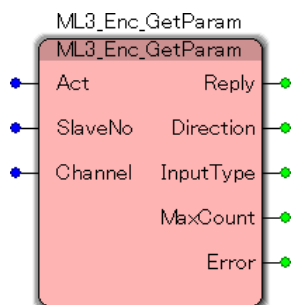 ML3_Enc_GetParam
ML3_Enc_GetParam
Act Reply
SlaveNo Direction
Channel InputType
MaxCount
Error